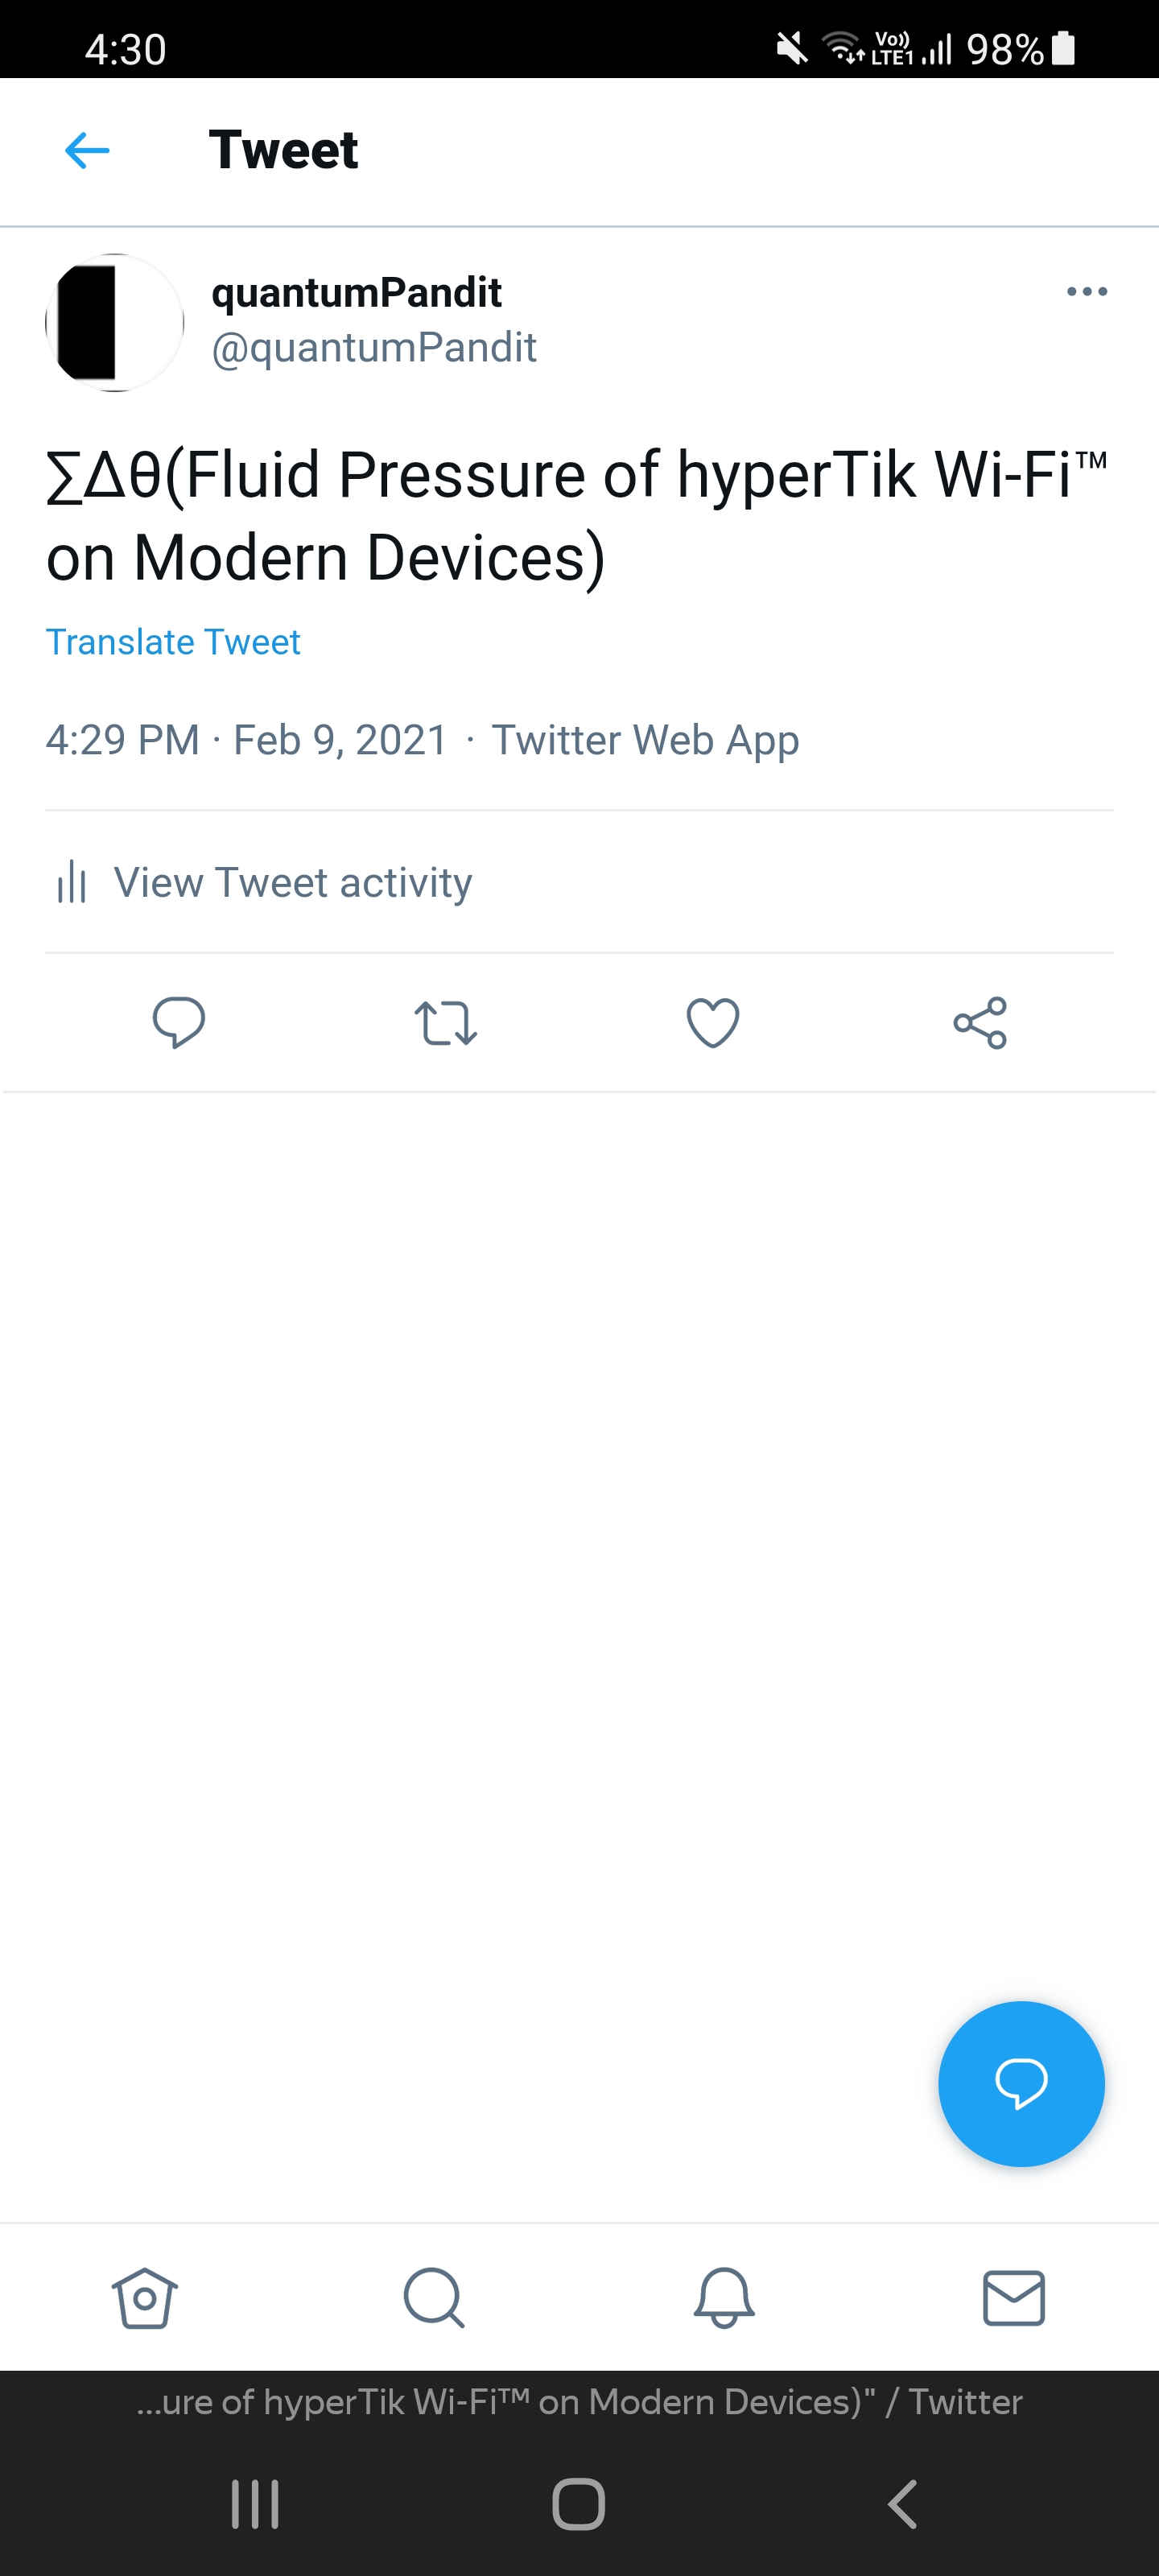 4:30 Vo)) LTE1 98%
Tweet
quantumPandit
@quantumPandit
∑Δθ(Fluid Pressure of hyperTik Wi-Fi™
on Modern Devices)
Translate Tweet
4:29 PM · Feb 9, 2021 · Twitter Web App
View Tweet activity
...ure of hyperTik Wi-Fi™ on Modern Devices)" / Twitter